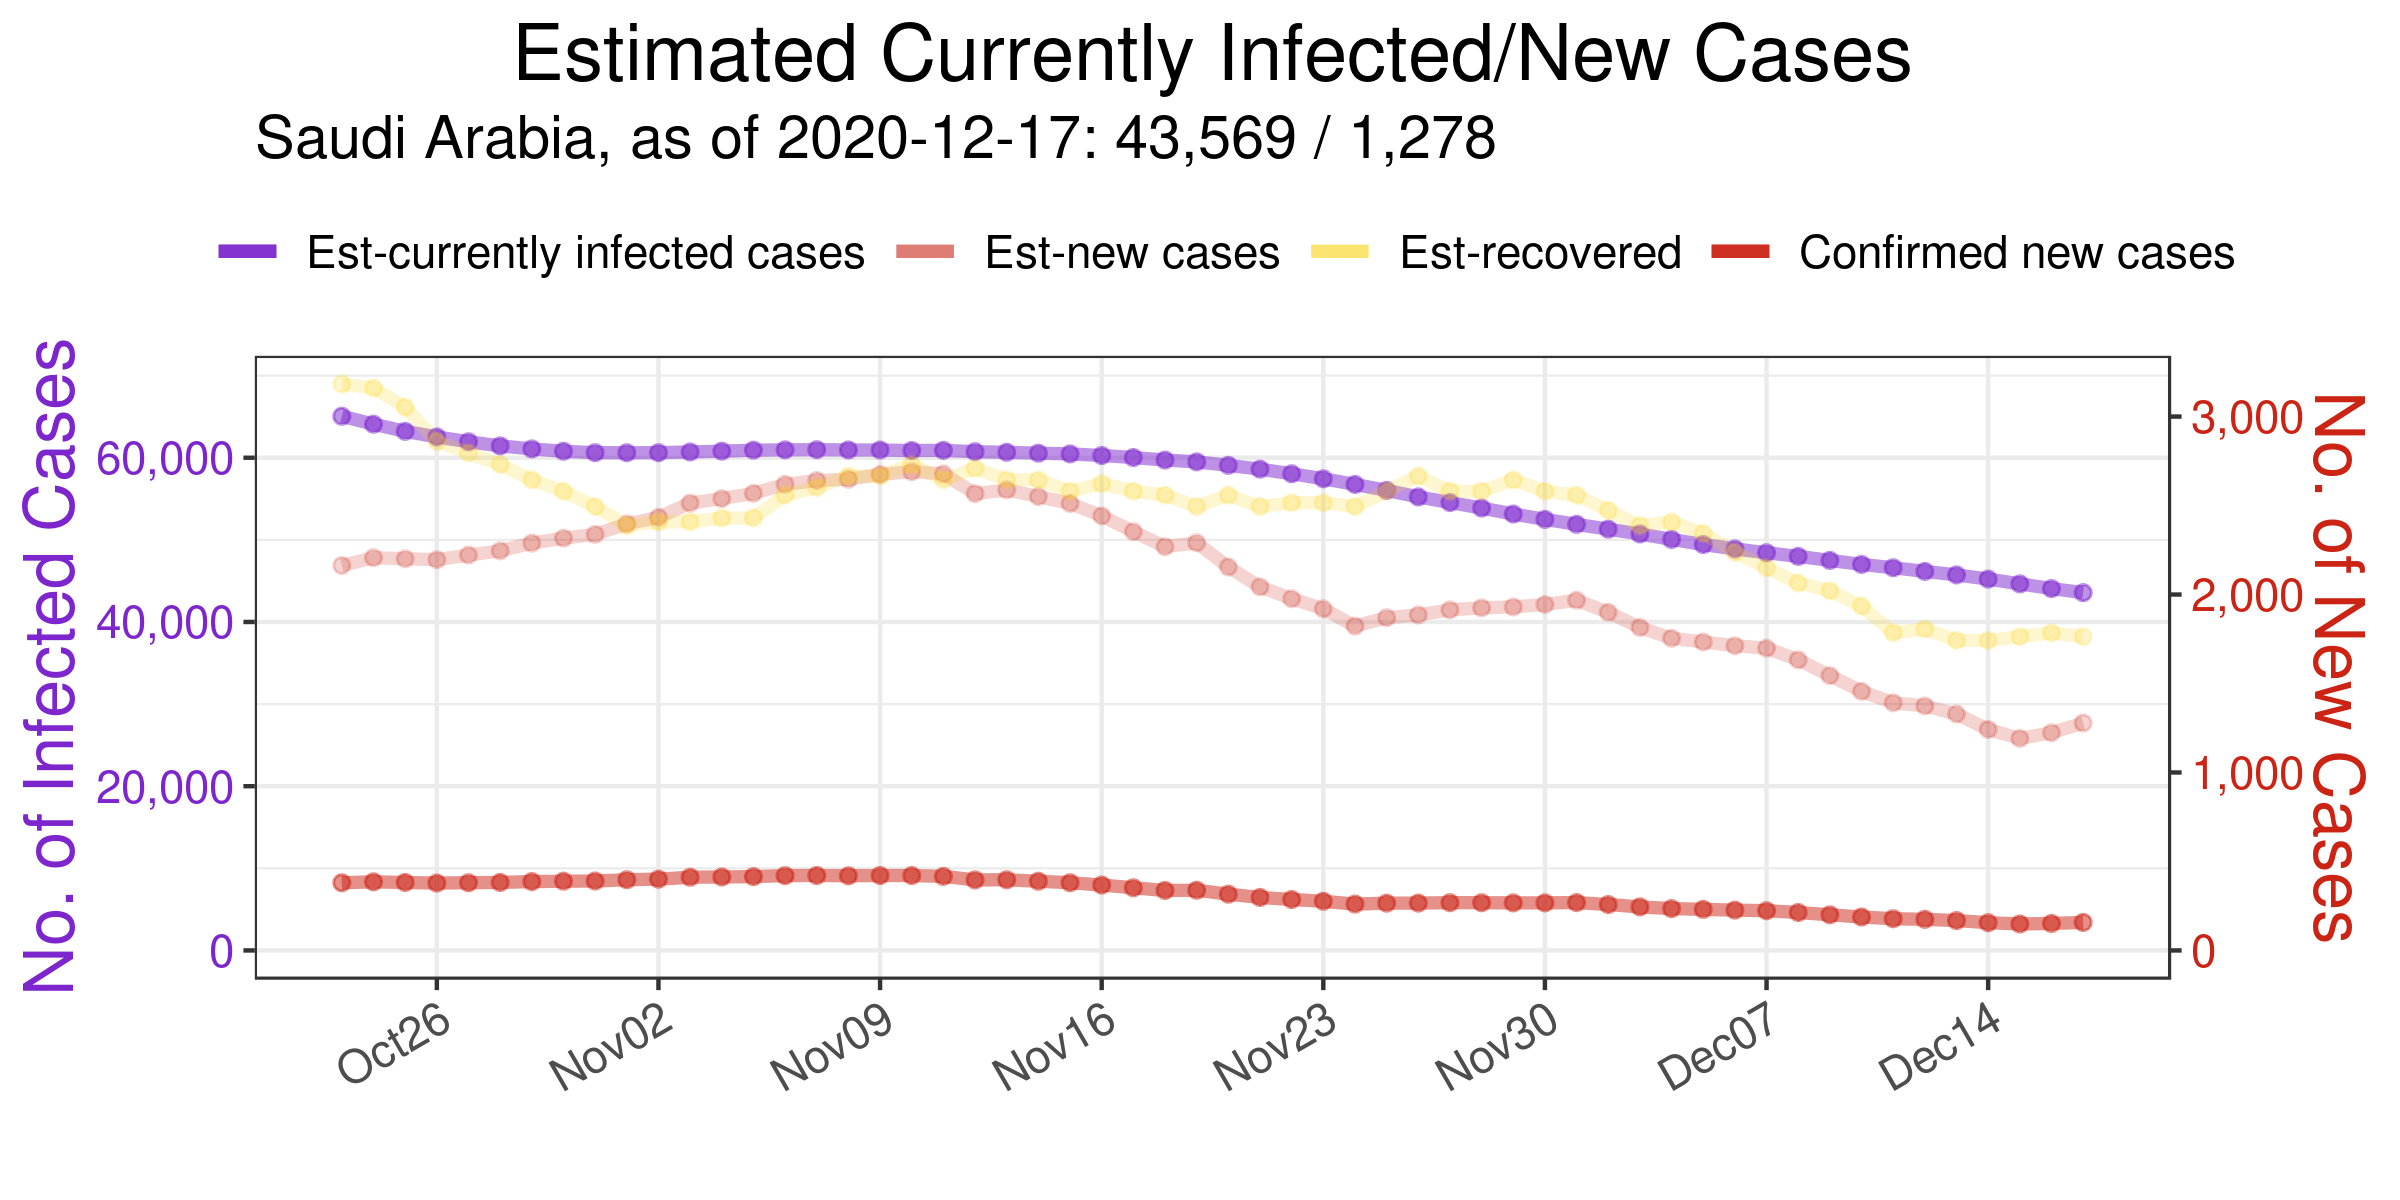 Estimated Currently Infected/New Cases
Saudi Arabia, as of 2020-12-17: 43,569 / 1,278
Est-currently infected cases
Est-new cases
Est-recovered
Confirmed new cases
No. of Infected Cases
60,000
40,000
20,000
0
3,000
2,000
1,000
0
No. of New Cases
Oct26
Nov02
Nov09
Nov16
Nov23
Nov30
Dec07
Dec14